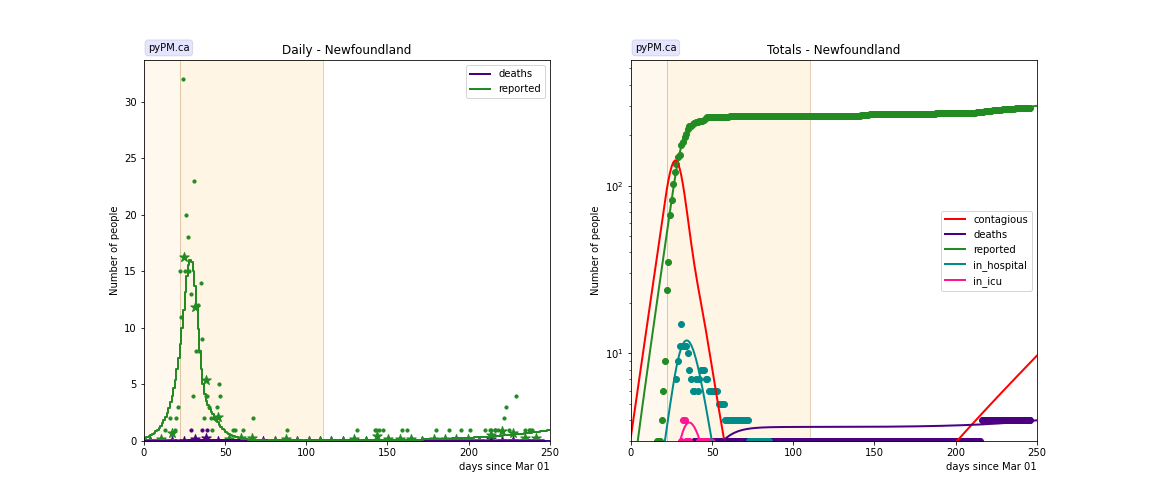 pyPM.ca
Daily - Newfoundland
deaths
reported
Number of people
30
25
20
15
10
5
0
0
50
100
150
200
250
days since Mar 01
pyPM.ca
Totals - Newfoundland
contagious
deaths
reported
in_hospital
in_icu
Number of people
10²
10¹
0
50
100
150
200
250
days since Mar 01